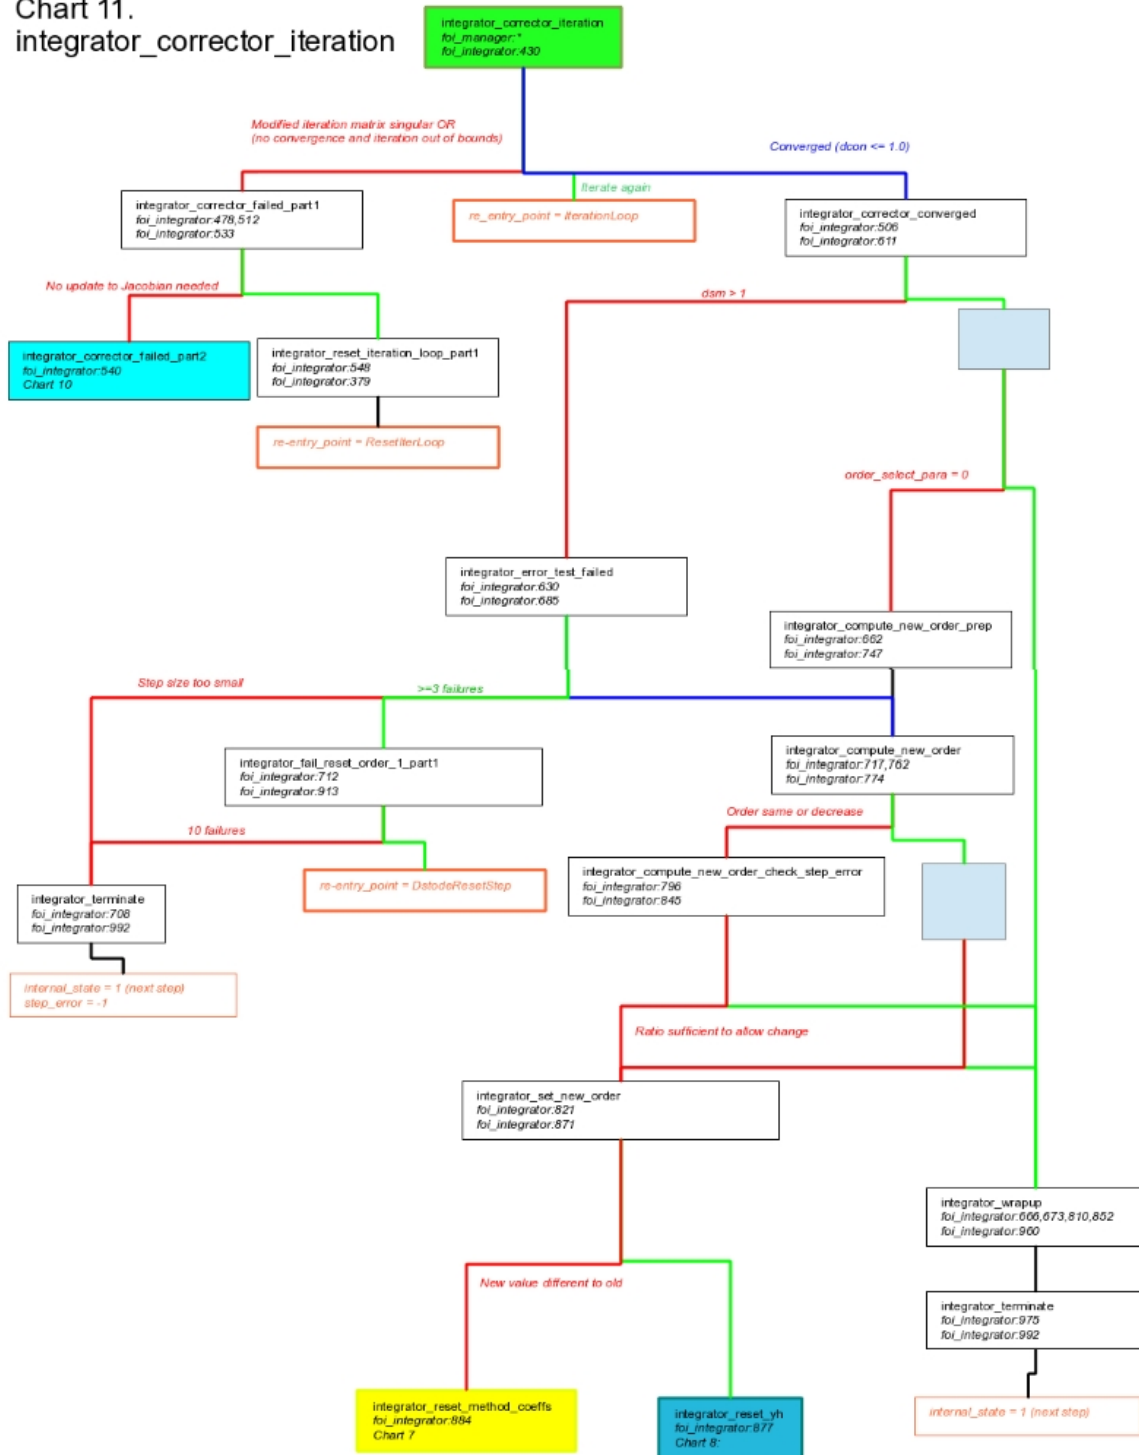 Chart 11.
integrator_corrector_iteration
integrator_corrector_iteration
foi_manager:*
foi_integrator:430
Modified iteration matrix singular OR
(no convergence and iteration out of bounds)
Converged (dcon <= 1.0)
Iterate again
integrator_corrector_failed_part1
foi_integrator:478,512
foi_integrator:533
re_entry_point = IterationLoop
integrator_corrector_converged
foi_integrator:506
foi_integrator:611
No update to Jacobian needed
dsm > 1
integrator_corrector_failed_part2
foi_integrator:540
Chart 10
integrator_reset_iteration_loop_part1
foi_integrator:548
foi_integrator:379
re-entry_point = ResetIterLoop
order_select_para = 0
integrator_error_test_failed
foi_integrator:630
foi_integrator:685
integrator_compute_new_order_prep
foi_integrator:662
foi_integrator:747
Step size too small
>=3 failures
integrator_fail_reset_order_1_part1
foi_integrator:712
foi_integrator:913
integrator_compute_new_order
foi_integrator:717,762
foi_integrator:774
10 failures
Order same or decrease
re-entry_point = DstodeResetStep
integrator_compute_new_order_check_step_error
foi_integrator:796
foi_integrator:845
integrator_terminate
foi_integrator:708
foi_integrator:992
internal_state = 1 (next step)
step_error = -1
Ratio sufficient to allow change
integrator_set_new_order
foi_integrator:821
foi_integrator:871
integrator_wrapup
foi_integrator:666,673,810,852
foi_integrator:960
New value different to old
integrator_terminate
foi_integrator:975
foi_integrator:992
integrator_reset_method_coeffs
foi_integrator:884
Chart 7
integrator_reset_yh
foi_integrator:877
Chart 8:
internal_state = 1 (next step)